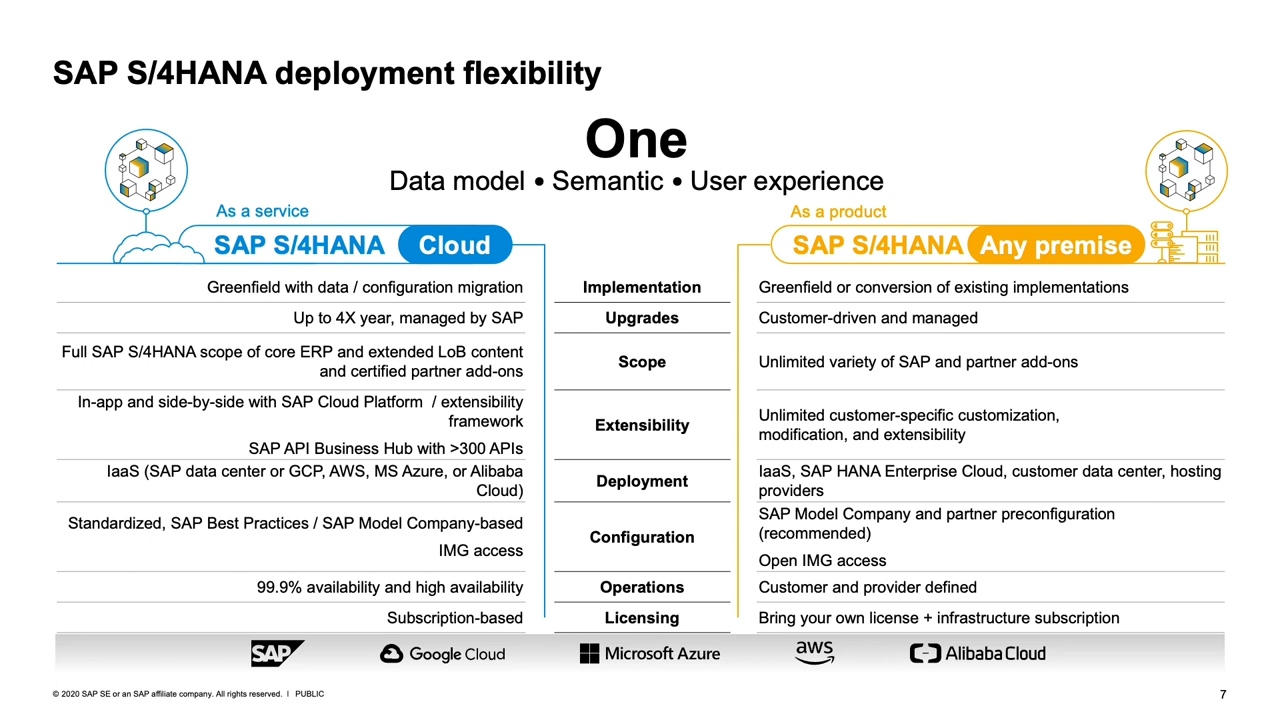 SAP S/4HANA deployment flexibility
One
Data model • Semantic • User experience
As a service
SAP S/4HANA Cloud
As a product
SAP S/4HANA Any premise
Greenfield with data / configuration migration
Implementation
Greenfield or conversion of existing implementations
Up to 4X year, managed by SAP
Upgrades
Customer-driven and managed
Full SAP S/4HANA scope of core ERP and extended LoB content
and certified partner add-ons
Scope
Unlimited variety of SAP and partner add-ons
In-app and side-by-side with SAP Cloud Platform / extensibility
framework
SAP API Business Hub with >300 APIs
Extensibility
Unlimited customer-specific customization,
modification, and extensibility
IaaS (SAP data center or GCP, AWS, MS Azure, or Alibaba
Cloud)
Deployment
IaaS, SAP HANA Enterprise Cloud, customer data center, hosting
providers
Standardized, SAP Best Practices / SAP Model Company-based
IMG access
Configuration
SAP Model Company and partner preconfiguration
(recommended)
Open IMG access
99.9% availability and high availability
Operations
Customer and provider defined
Subscription-based
Licensing
Bring your own license + infrastructure subscription
SAP
Google Cloud
Microsoft Azure
aws
Alibaba Cloud
© 2020 SAP SE or an SAP affiliate company. All rights reserved. | PUBLIC
7